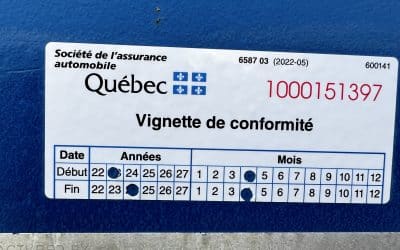 Société de l'assurance
automobile
6587 03 (2022-05)
600141
Québec
1000151397
Vignette de conformité
Date Années Mois
Début 22 24 25 26 27 1 2 3 5 6 7 8 9 10 11 12
Fin 22 23 25 26 27 1 2 3 5 6 7 8 9 10 11 12